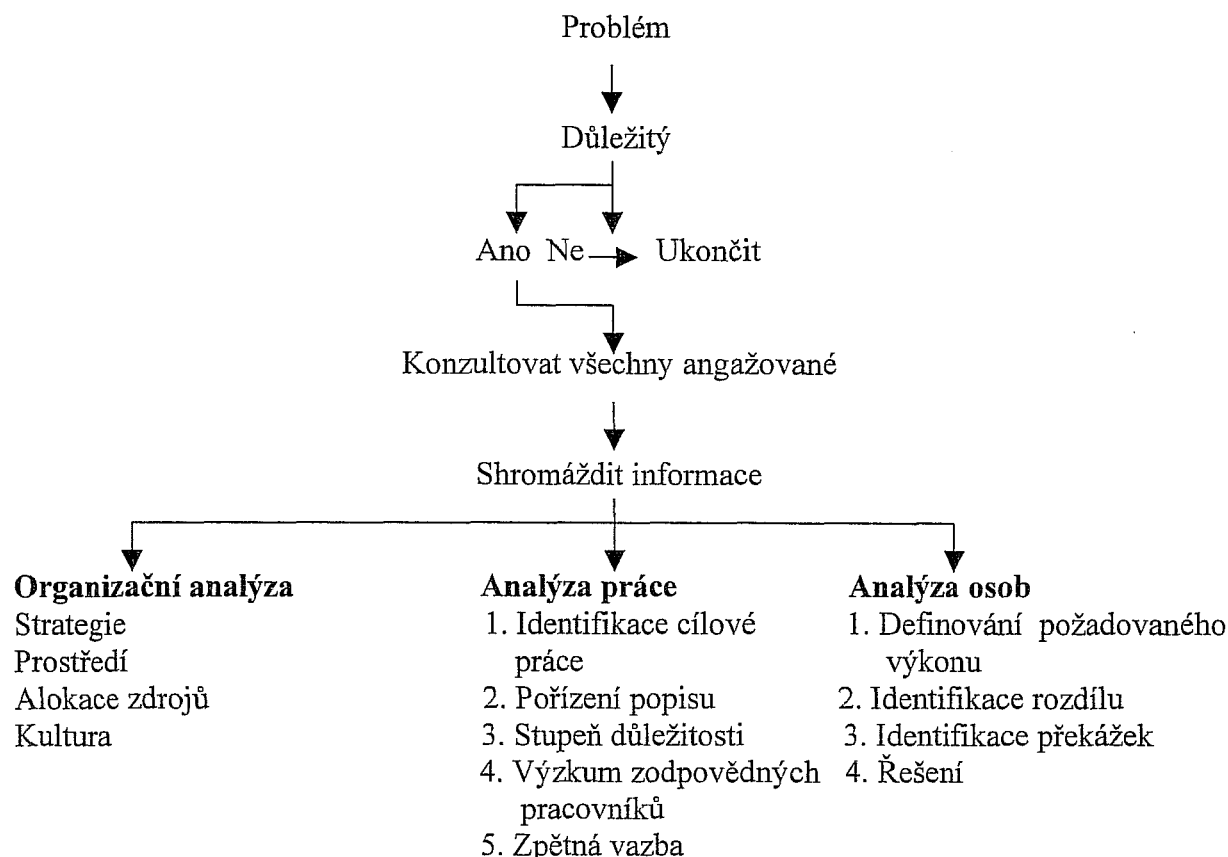 Problém
Důležitý
Ano Ne Ukončit
Konzultovat všechny angažované
Shromáždit informace
Organizační analýza
Strategie
Prostředí
Alokace zdrojů
Kultura
Analýza práce
1. Identifikace cílové
práce
2. Pořízení popisu
3. Stupeň důležitosti
4. Výzkum zodpovědných
pracovníků
5. Zpětná vazba
Analýza osob
1. Definování požadovaného
výkonu
2. Identifikace rozdílu
3. Identifikace překážek
4. Řešení